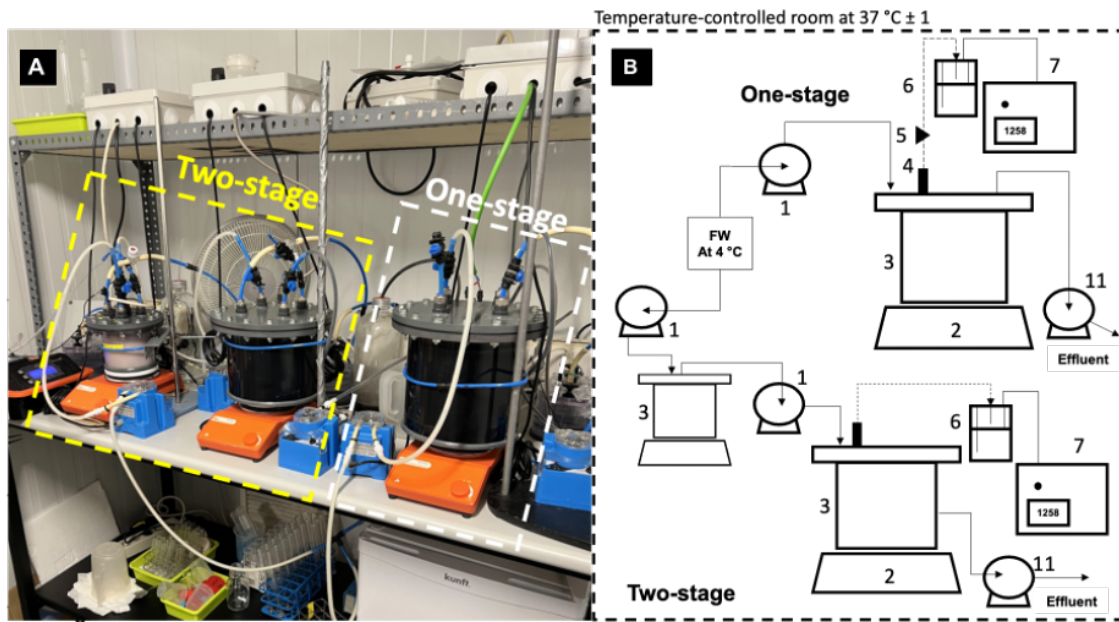 Temperature-controlled room at 37 °C ± 1
A
Two-stage
One-stage
kunft
B
One-stage
7
6
1258
5
4
1
FW
At 4 °C
3
11
1
2
Effluent
3
1
6
7
3
1258
2
11
Two-stage
Effluent